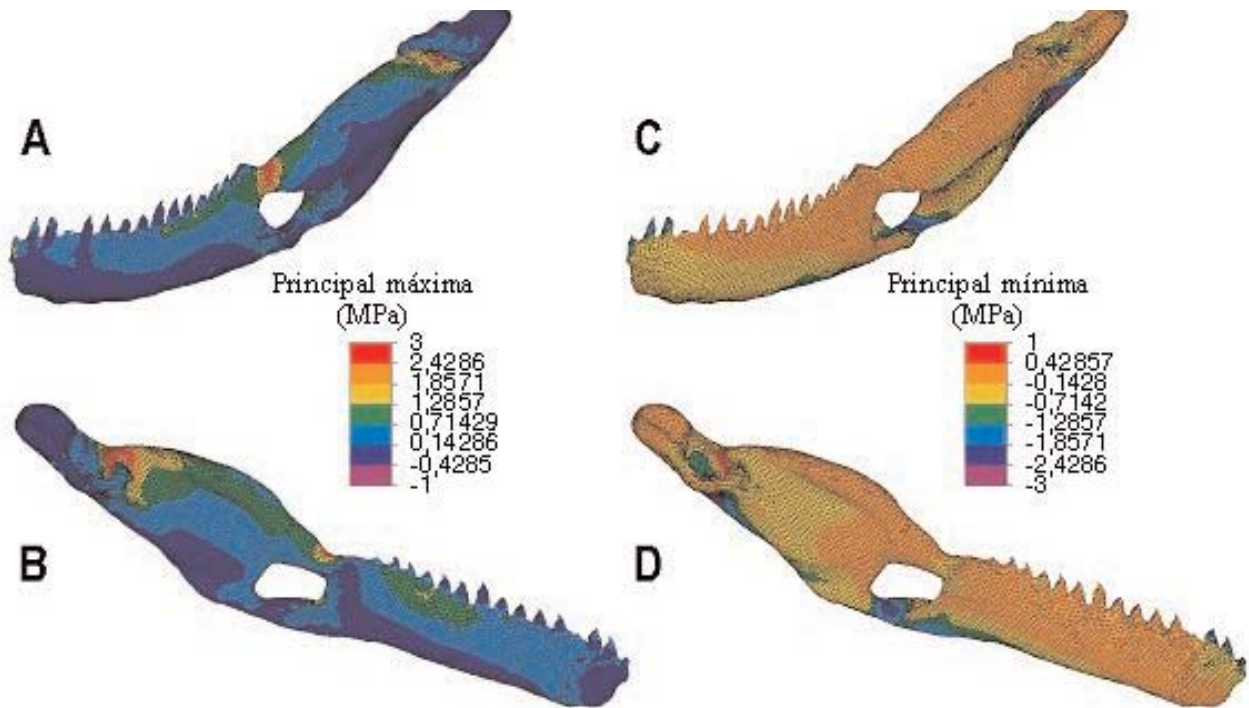 A
C
Principal máxima
(MPa)
3
2,4286
1,8571
1,2857
0,71429
0,14286
-0,4285
-1
Principal mínima
(MPa)
1
0,42857
-0,1428
-0,7142
-1,2857
-1,8571
-2,4286
-3
B
D